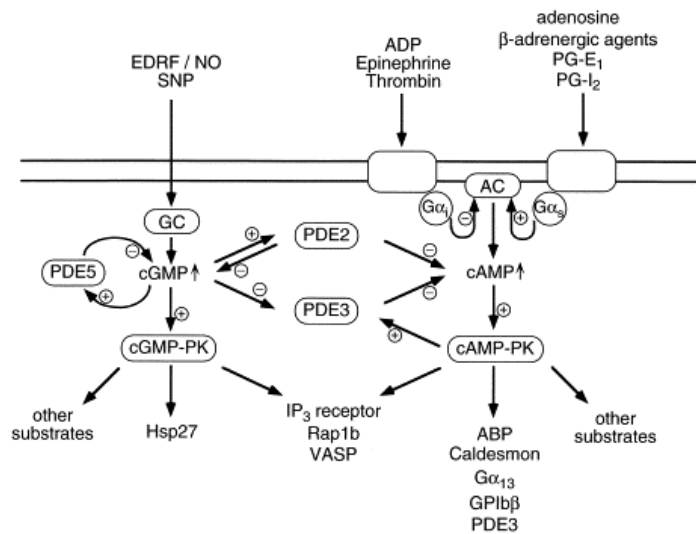 EDRF / NO
SNP
ADP
Epinephrine
Thrombin
adenosine
β-adrenergic agents
PG-E₁
PG-I₂
GC
Gαᵢ
−
AC
+
Gαₛ
PDE5
−
+
cGMP↑
+
−
−
PDE2
PDE3
−
−
cAMP↑
+
cGMP-PK
+
+
cAMP-PK
other
substrates
Hsp27
IP₃ receptor
Rap1b
VASP
ABP
Caldesmon
Gα₁₃
GPIbβ
PDE3
other
substrates